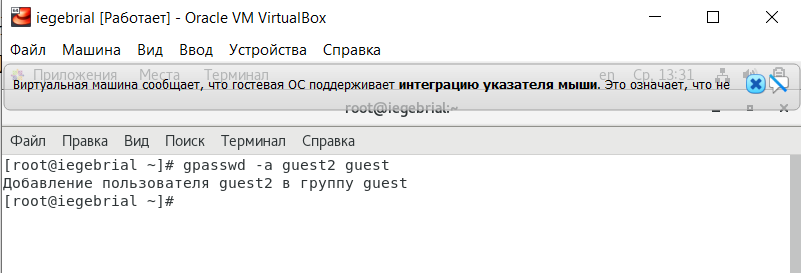 iegebrial [Работает] - Oracle VM VirtualBox
Файл Машина Вид Ввод Устройства Справка
Приложения Места Терминал en Ср, 13:31
Виртуальная машина сообщает, что гостевая ОС поддерживает интеграцию указателя мыши. Это означает, что не
root@iegebrial:~
Файл Правка Вид Поиск Терминал Справка
[root@iegebrial ~]# gpasswd -a guest2 guest
Добавление пользователя guest2 в группу guest
[root@iegebrial ~]#